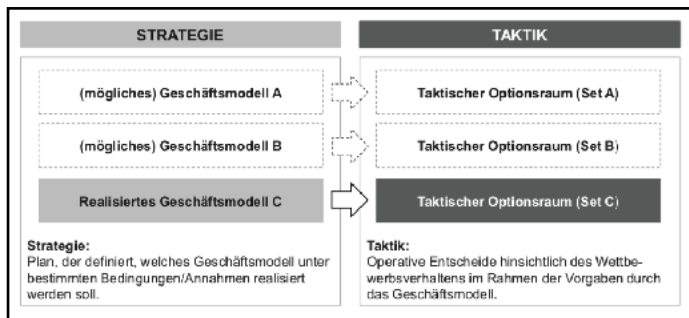 STRATEGIE
TAKTIK
(mögliches) Geschäftsmodell A
Taktischer Optionsraum (Set A)
(mögliches) Geschäftsmodell B
Taktischer Optionsraum (Set B)
Realisiertes Geschäftsmodell C
Taktischer Optionsraum (Set C)
Strategie:
Plan, der definiert, welches Geschäftsmodell unter
bestimmten Bedingungen/Annahmen realisiert
werden soll.
Taktik:
Operative Entscheide hinsichtlich des Wettbe-
werbsverhaltens im Rahmen der Vorgaben durch
das Geschäftsmodell.